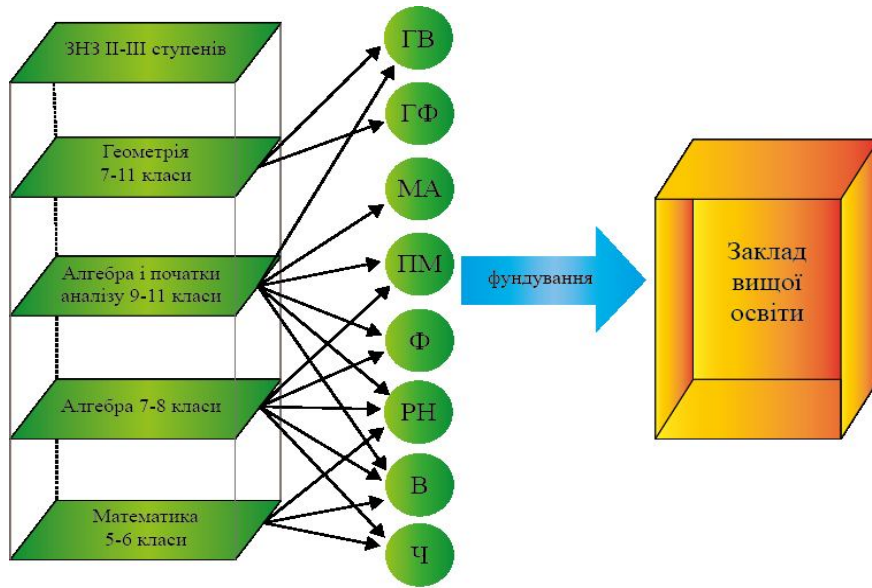 ЗНЗ ІІ-ІІІ ступенів
Геометрія
7-11 класи
Алгебра і початки
аналізу 9-11 класи
Алгебра 7-8 класи
Математика
5-6 класи
ГВ
ГФ
МА
ПМ
Ф
РН
В
Ч
фундування
Заклад
вищої
освіти